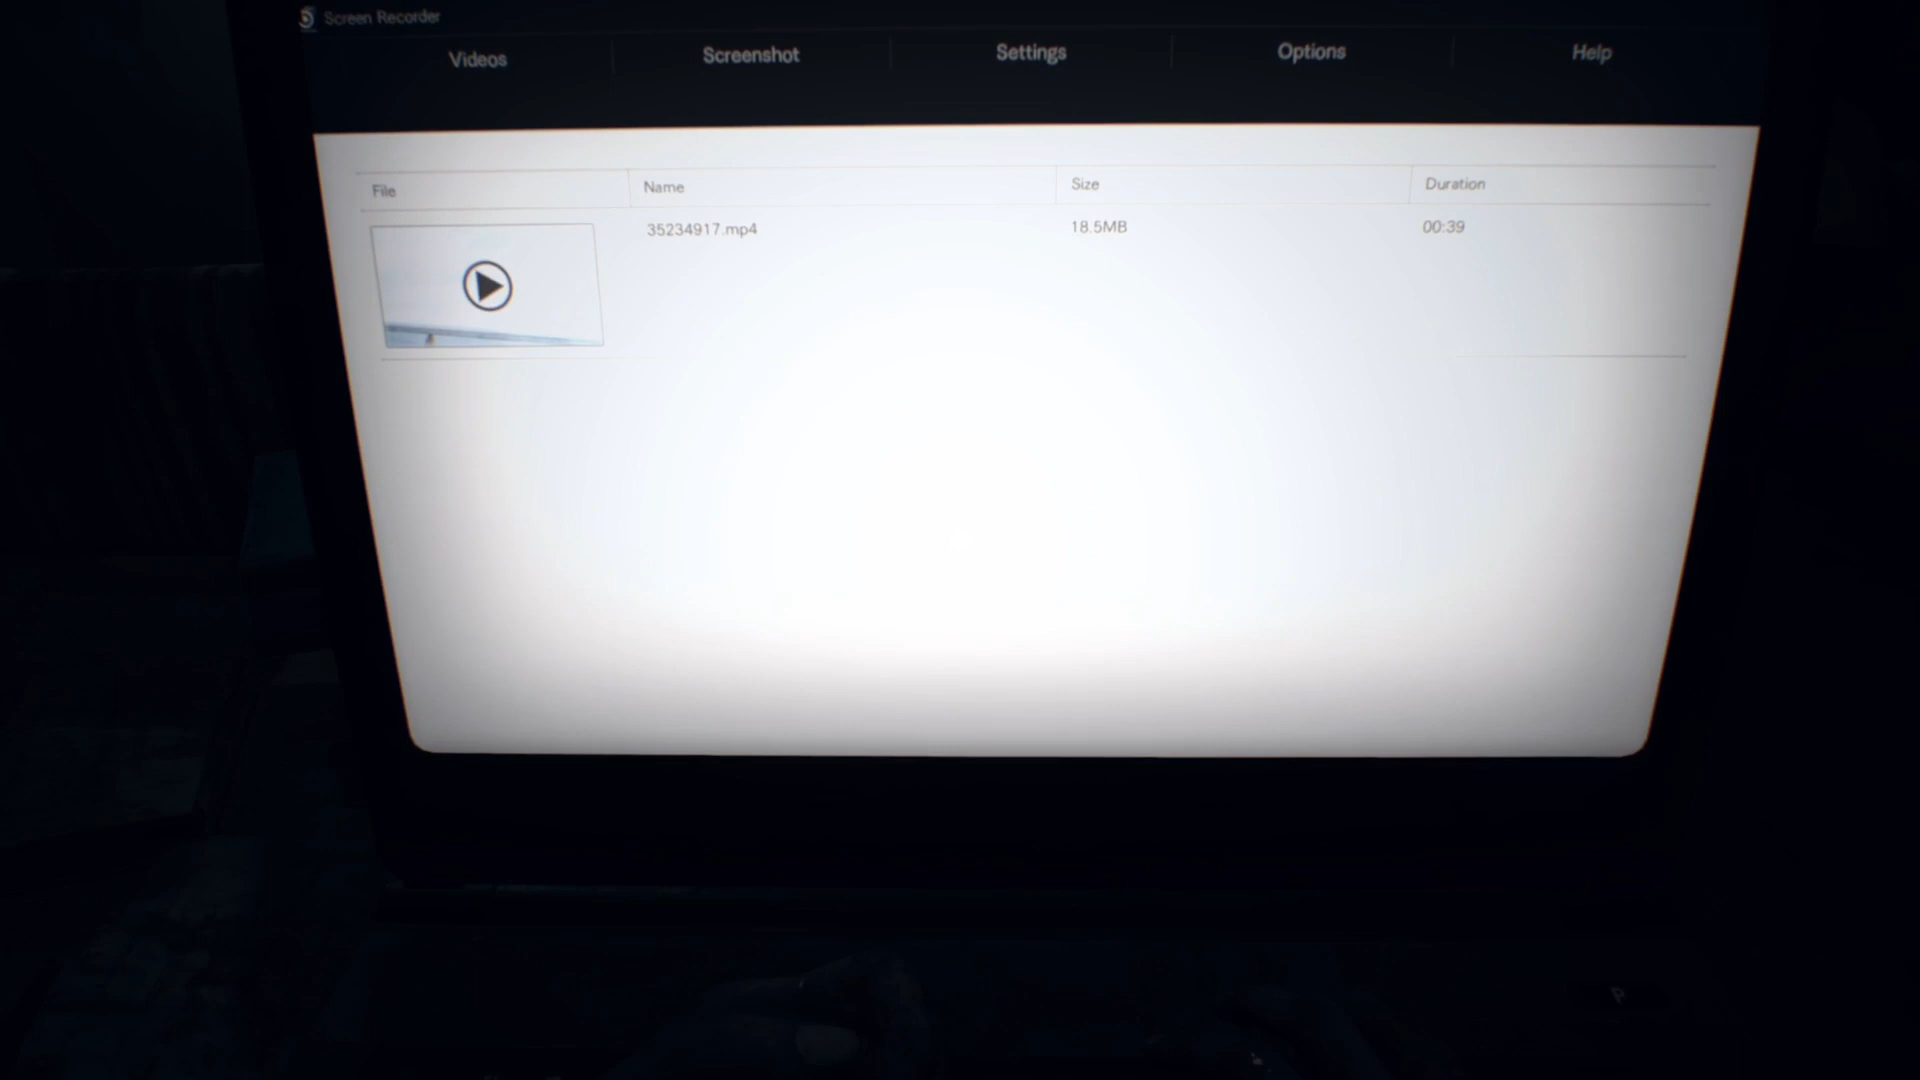 Screen Recorder
Videos Screenshot Settings Options Help
File Name Size Duration
35234917.mp4 18.5MB 00:39